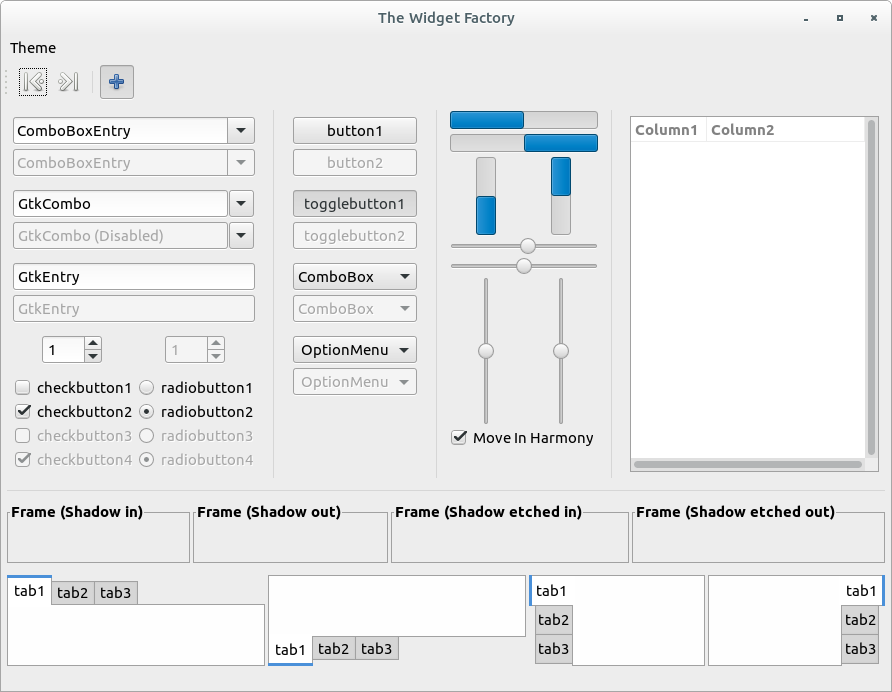 The Widget Factory
Theme
ComboBoxEntry
ComboBoxEntry
GtkCombo
GtkCombo (Disabled)
GtkEntry
GtkEntry
1 1
checkbutton1 radiobutton1
checkbutton2 radiobutton2
checkbutton3 radiobutton3
checkbutton4 radiobutton4
button1
button2
togglebutton1
togglebutton2
ComboBox
ComboBox
OptionMenu
OptionMenu
Move In Harmony
Column1 Column2
Frame (Shadow in) Frame (Shadow out) Frame (Shadow etched in) Frame (Shadow etched out)
tab1 tab2 tab3
tab1 tab2 tab3
tab1
tab2
tab3
tab1
tab2
tab3